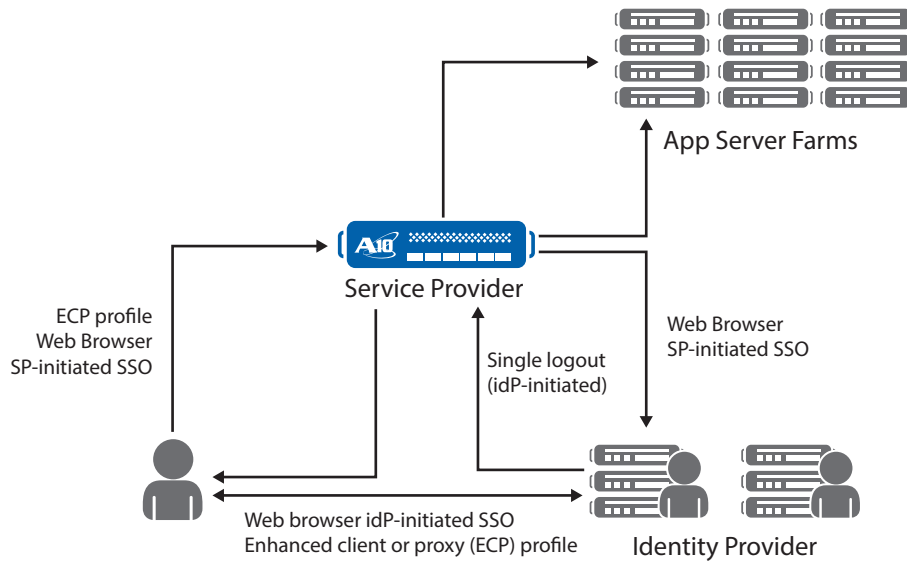 App Server Farms
A10
Service Provider
ECP profile
Web Browser
SP-initiated SSO
Single logout
(idP-initiated)
Web Browser
SP-initiated SSO
Web browser idP-initiated SSO
Enhanced client or proxy (ECP) profile
Identity Provider